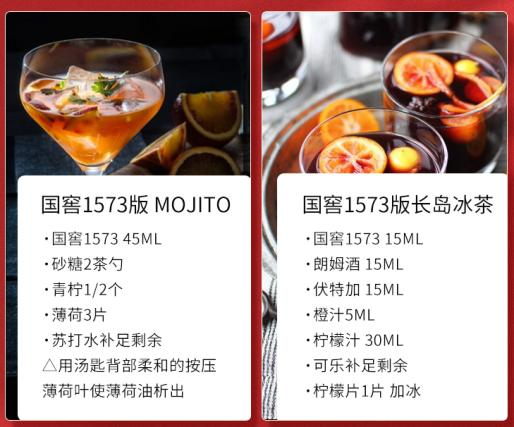 国窖1573版 MOJITO
·国窖1573 45ML
·砂糖2茶勺
·青柠1/2个
·薄荷3片
·苏打水补足剩余
△用汤匙背部柔和的按压
薄荷叶使薄荷油析出
国窖1573版长岛冰茶
·国窖1573 15ML
·朗姆酒 15ML
·伏特加 15ML
·橙汁5ML
·柠檬汁 30ML
·可乐补足剩余
·柠檬片1片 加冰